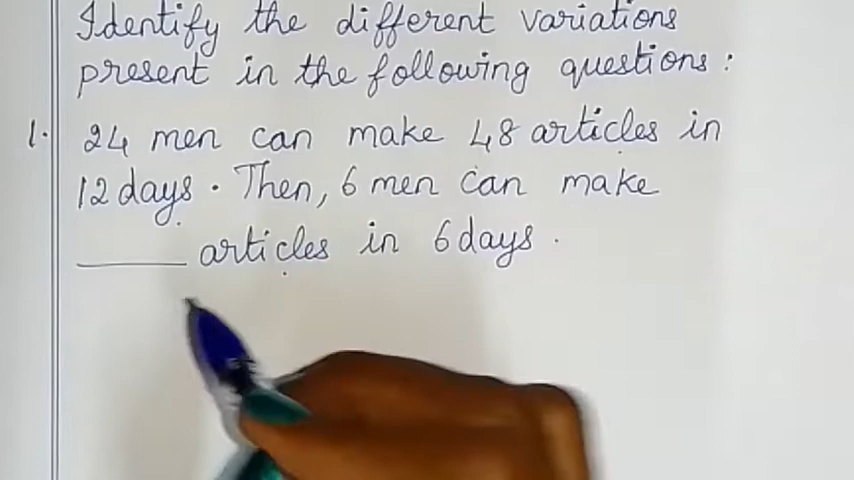 Identify the different variations
present in the following questions :
1. 24 men can make 48 articles in
12 days. Then, 6 men can make
______ articles in 6 days.